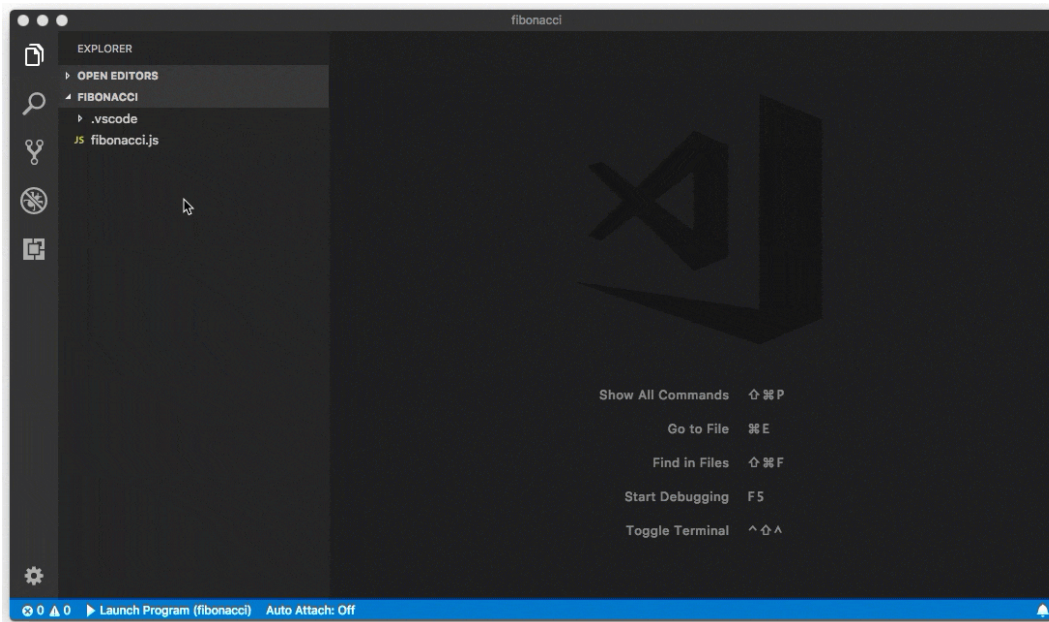 fibonacci
EXPLORER
OPEN EDITORS
FIBONACCI
.vscode
JS fibonacci.js
Show All Commands ⇧⌘P
Go to File ⌘E
Find in Files ⇧⌘F
Start Debugging F5
Toggle Terminal ^⇧^
0 0 Launch Program (fibonacci) Auto Attach: Off